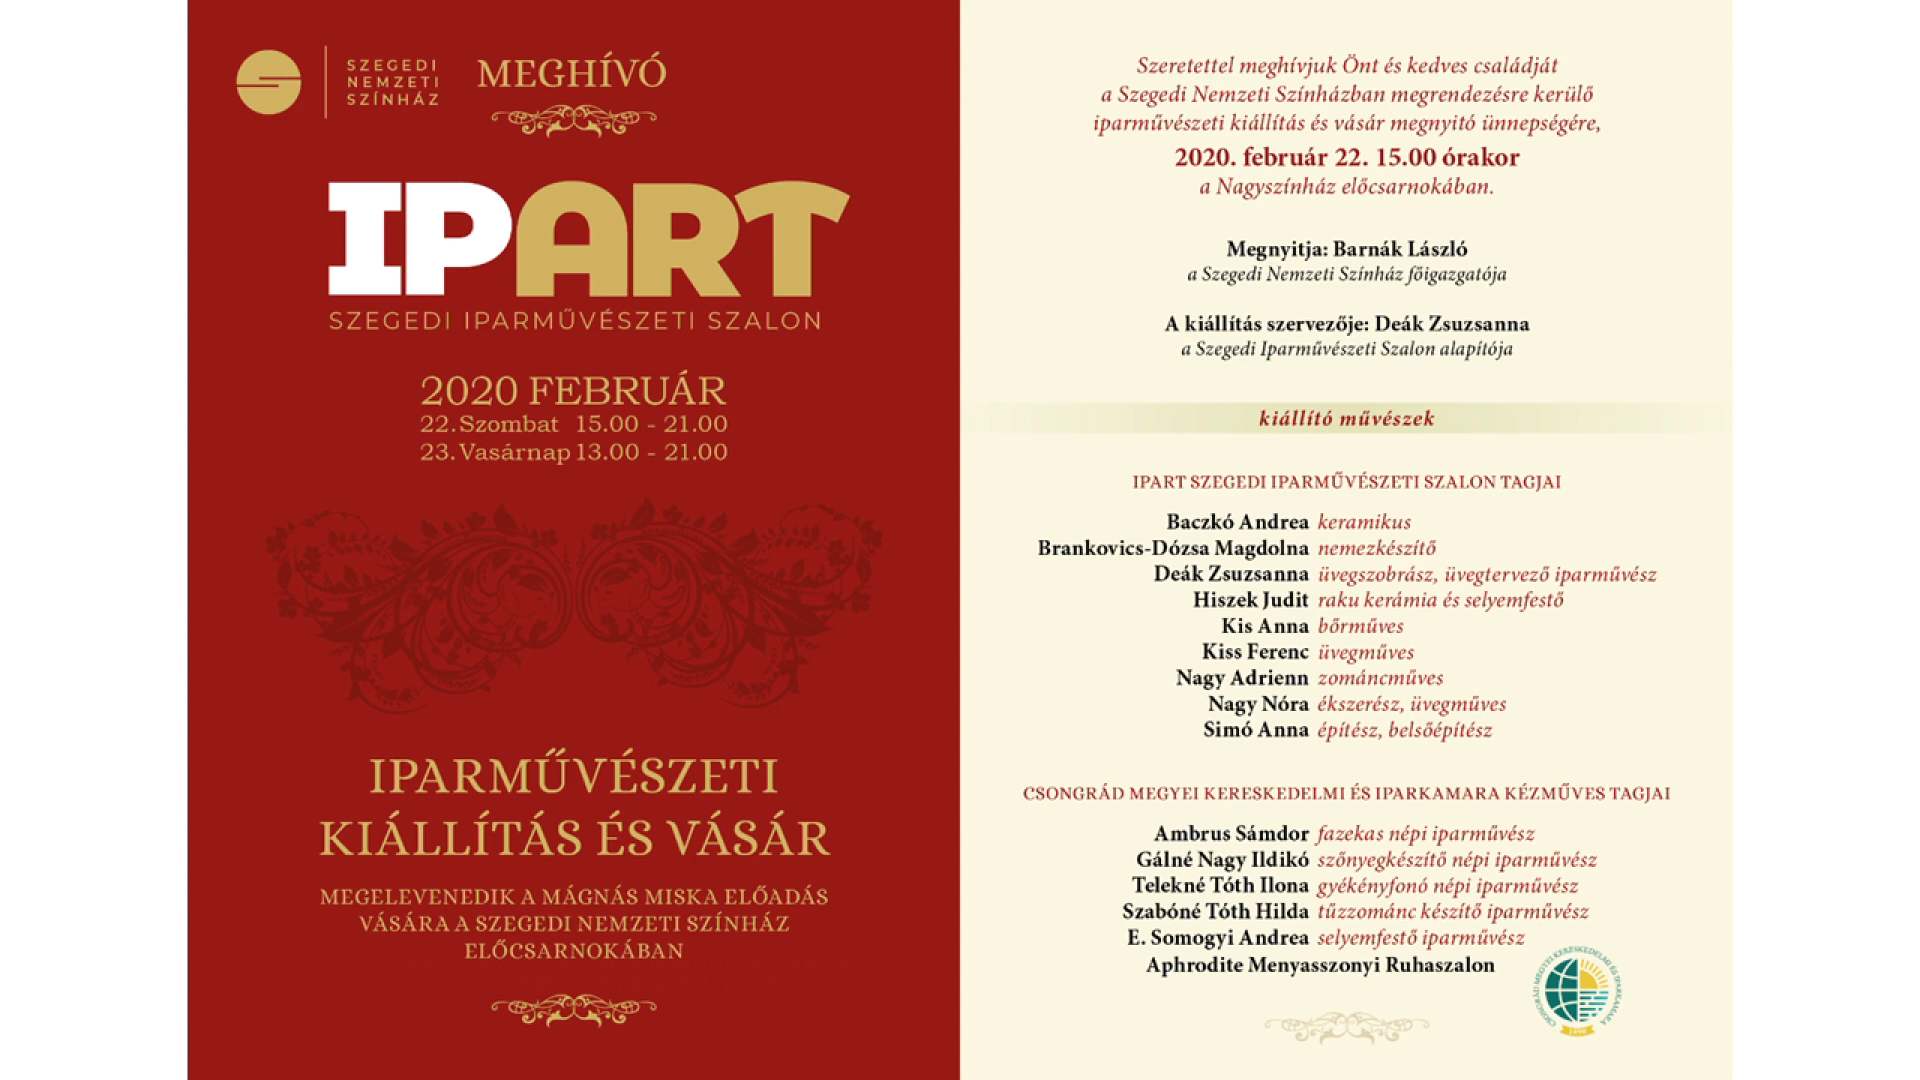 SZEGEDI
NEMZETI
SZÍNHÁZ
MEGHÍVÓ
IPART
SZEGEDI IPARMŰVÉSZETI SZALON
2020 FEBRUÁR
22. Szombat 15.00 - 21.00
23. Vasárnap 13.00 - 21.00
IPARMŰVÉSZETI
KIÁLLÍTÁS ÉS VÁSÁR
MEGELEVENEDIK A MÁGNÁS MISKA ELŐADÁS
VÁSÁRA A SZEGEDI NEMZETI SZÍNHÁZ
ELŐCSARNOKÁBAN
Szeretettel meghívjuk Önt és kedves családját
a Szegedi Nemzeti Színházban megrendezésre kerülő
iparművészeti kiállítás és vásár megnyitó ünnepségére,
2020. február 22. 15.00 órakor
a Nagyszínház előcsarnokában.
Megnyitja: Barnák László
a Szegedi Nemzeti Színház főigazgatója
A kiállítás szervezője: Deák Zsuzsanna
a Szegedi Iparművészeti Szalon alapítója
kiállító művészek
IPART SZEGEDI IPARMŰVÉSZETI SZALON TAGJAI
Baczkó Andrea keramikus
Brankovics-Dózsa Magdolna nemezkészítő
Deák Zsuzsanna üvegszobrász, üvegtervező iparművész
Hiszek Judit raku kerámia és selyemfestő
Kis Anna bőrműves
Kiss Ferenc üvegműves
Nagy Adrienn zománcműves
Nagy Nóra ékszerész, üvegműves
Simó Anna építész, belsőépítész
CSONGRÁD MEGYEI KERESKEDELMI ÉS IPARKAMARA KÉZMŰVES TAGJAI
Ambrus Sámdor fazekas népi iparművész
Gálné Nagy Ildikó szőnyegkészítő népi iparművész
Telekné Tóth Ilona gyékényfonó népi iparművész
Szabóné Tóth Hilda tűzzománc készítő iparművész
E. Somogyi Andrea selyemfestő iparművész
Aphrodite Menyasszonyi Ruhaszalon
CSONGRÁD MEGYEI KERESKEDELMI ÉS IPARKAMARA